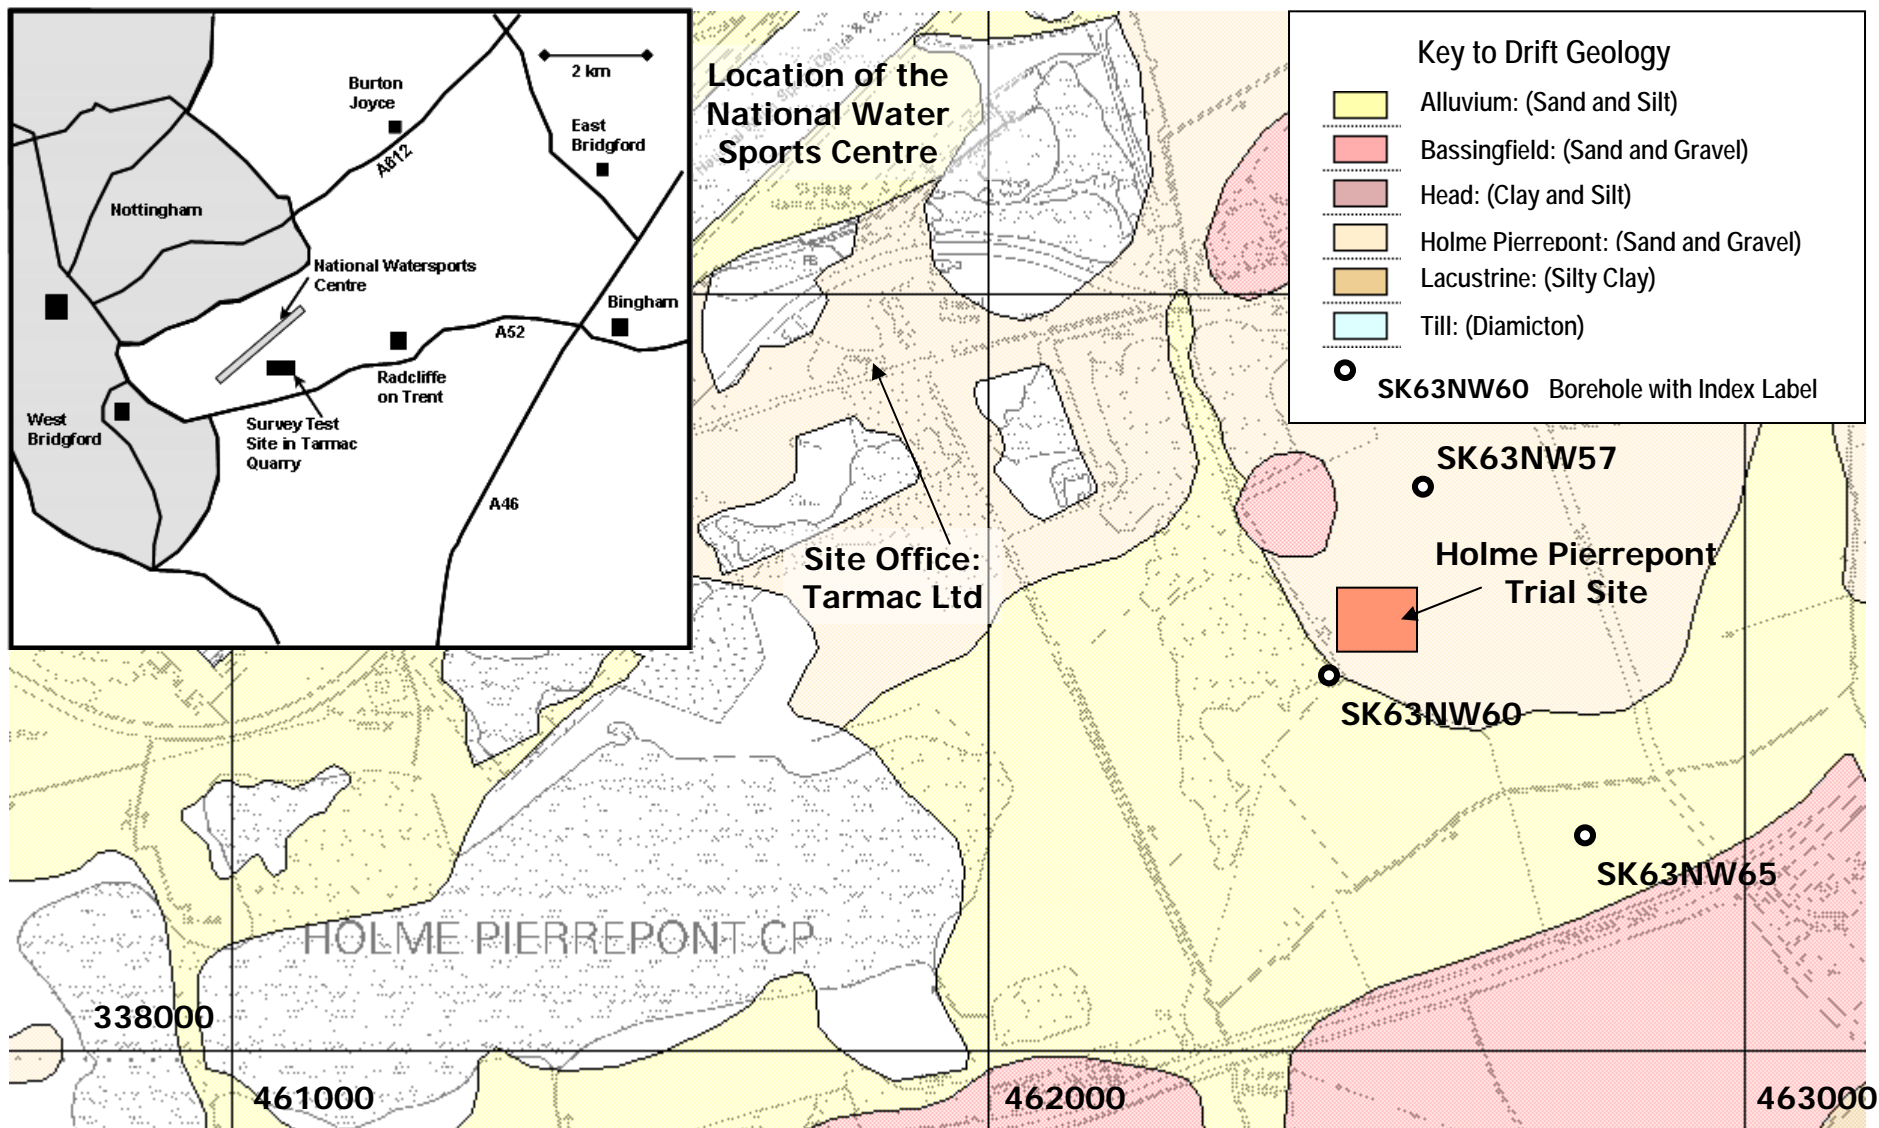 2 km
Burton
Joyce
A612
East
Bridgford
Nottingham
National Watersports
Centre
Bingham
A52
Radcliffe
on Trent
West
Bridgford
Survey Test
Site in Tarmac
Quarry
A46
Location of the
National Water
Sports Centre
Key to Drift Geology
Alluvium: (Sand and Silt)
Bassingfield: (Sand and Gravel)
Head: (Clay and Silt)
Holme Pierrepont: (Sand and Gravel)
Lacustrine: (Silty Clay)
Till: (Diamicton)
SK63NW60 Borehole with Index Label
SK63NW57
Site Office:
Tarmac Ltd
Holme Pierrepont
Trial Site
SK63NW60
SK63NW65
HOLME PIERREPONT CP
338000
461000
462000
463000